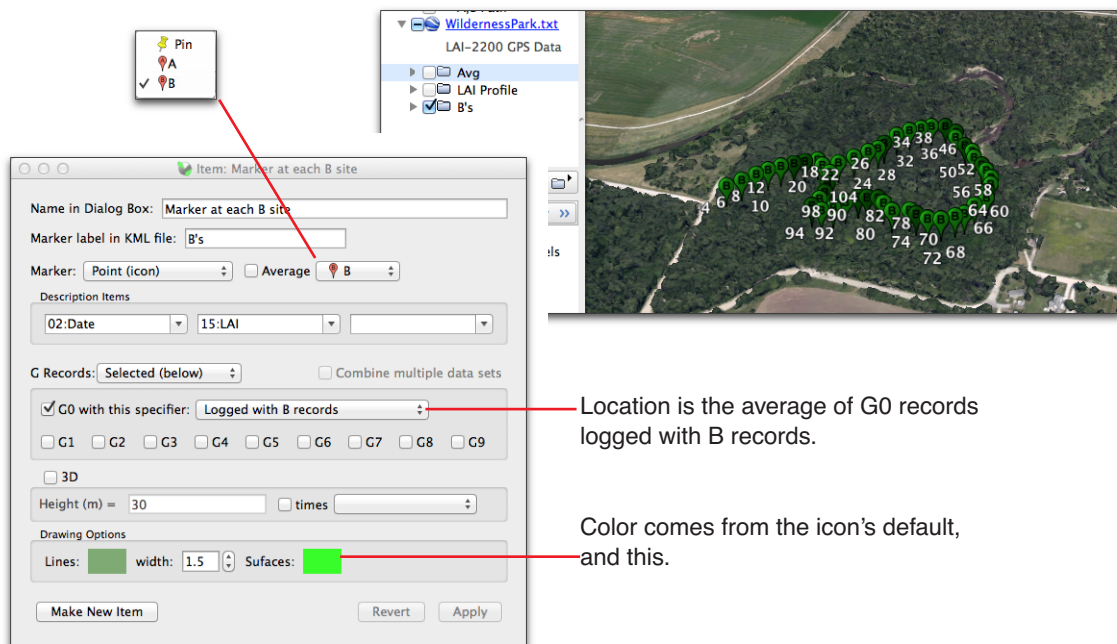 Pin
A
✓ B
WildernessPark.txt
LAI-2200 GPS Data
Avg
LAI Profile
B's
Item: Marker at each B site
Name in Dialog Box: Marker at each B site
Marker label in KML file: B's
Marker: Point (icon) Average B
Description Items
02:Date 15:LAI
G Records: Selected (below) Combine multiple data sets
G0 with this specifier: Logged with B records
G1 G2 G3 G4 G5 G6 G7 G8 G9
3D
Height (m) = 30 times
Drawing Options
Lines: width: 1.5 Sufaces:
Make New Item Revert Apply
4 6 8 10 12 18 20 22 24 26 28 32 34 36 38 46 50 52 56 58 60 64 66 68 70 72 74 78 80 82 90 92 94 98 104
Location is the average of G0 records
logged with B records.
Color comes from the icon's default,
and this.